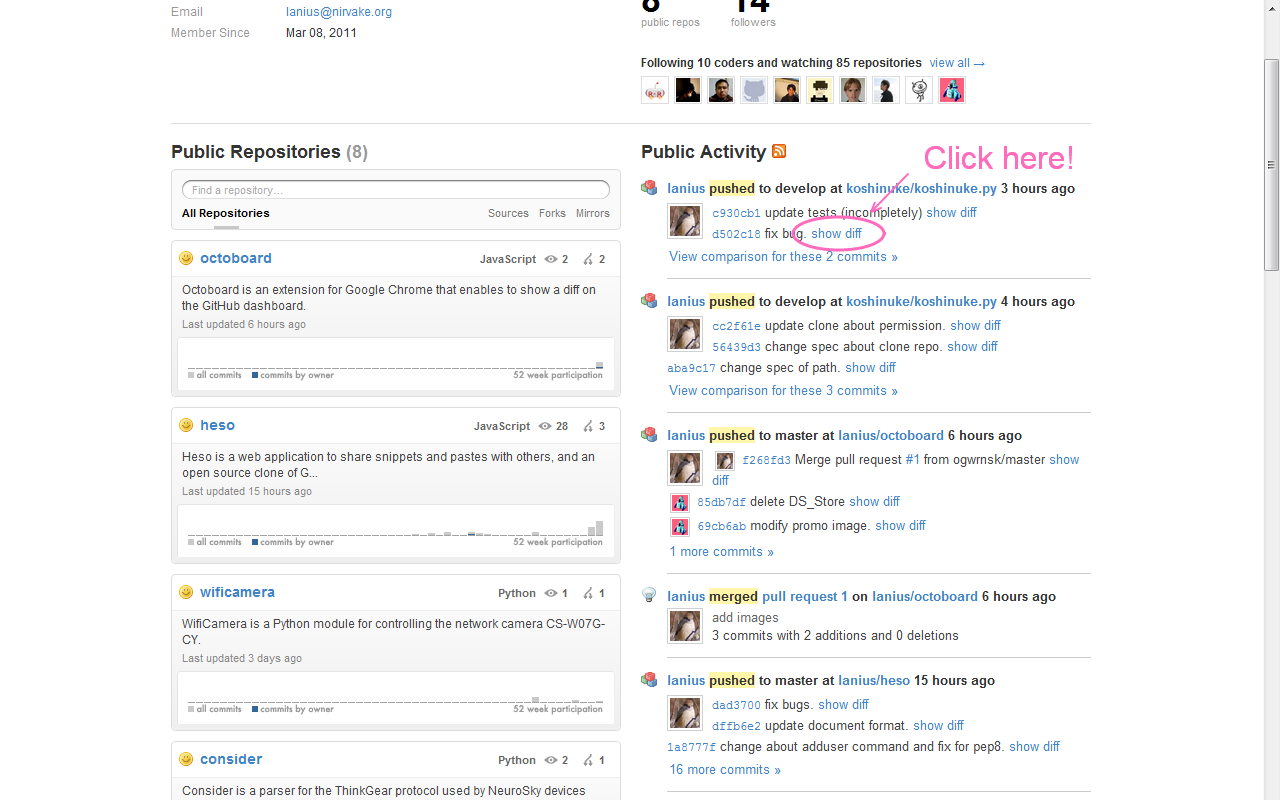 Email lanius@nirvake.org
Member Since Mar 08, 2011
8 14
public repos followers
Following 10 coders and watching 85 repositories view all →
Public Repositories (8)
Find a repository…
All Repositories Sources Forks Mirrors
octoboard JavaScript 2 2
Octoboard is an extension for Google Chrome that enables to show a diff on
the GitHub dashboard.
Last updated 6 hours ago
all commits commits by owner 52 week participation
heso JavaScript 28 3
Heso is a web application to share snippets and pastes with others, and an
open source clone of G...
Last updated 15 hours ago
all commits commits by owner 52 week participation
wificamera Python 1 1
WifiCamera is a Python module for controlling the network camera CS-W07G-
CY.
Last updated 3 days ago
all commits commits by owner 52 week participation
consider Python 2 1
Consider is a parser for the ThinkGear protocol used by NeuroSky devices
Public Activity
Click here!
lanius pushed to develop at koshinuke/koshinuke.py 3 hours ago
c930cb1 update tests (incompletely) show diff
d502c18 fix bug. show diff
View comparison for these 2 commits »
lanius pushed to develop at koshinuke/koshinuke.py 4 hours ago
cc2f61e update clone about permission. show diff
56439d3 change spec about clone repo. show diff
aba9c17 change spec of path. show diff
View comparison for these 3 commits »
lanius pushed to master at lanius/octoboard 6 hours ago
f268fd3 Merge pull request #1 from ogwrnsk/master show
diff
85db7df delete DS_Store show diff
69cb6ab modify promo image. show diff
1 more commits »
lanius merged pull request 1 on lanius/octoboard 6 hours ago
add images
3 commits with 2 additions and 0 deletions
lanius pushed to master at lanius/heso 15 hours ago
dad3700 fix bugs. show diff
dffb6e2 update document format. show diff
1a8777f change about adduser command and fix for pep8. show diff
16 more commits »